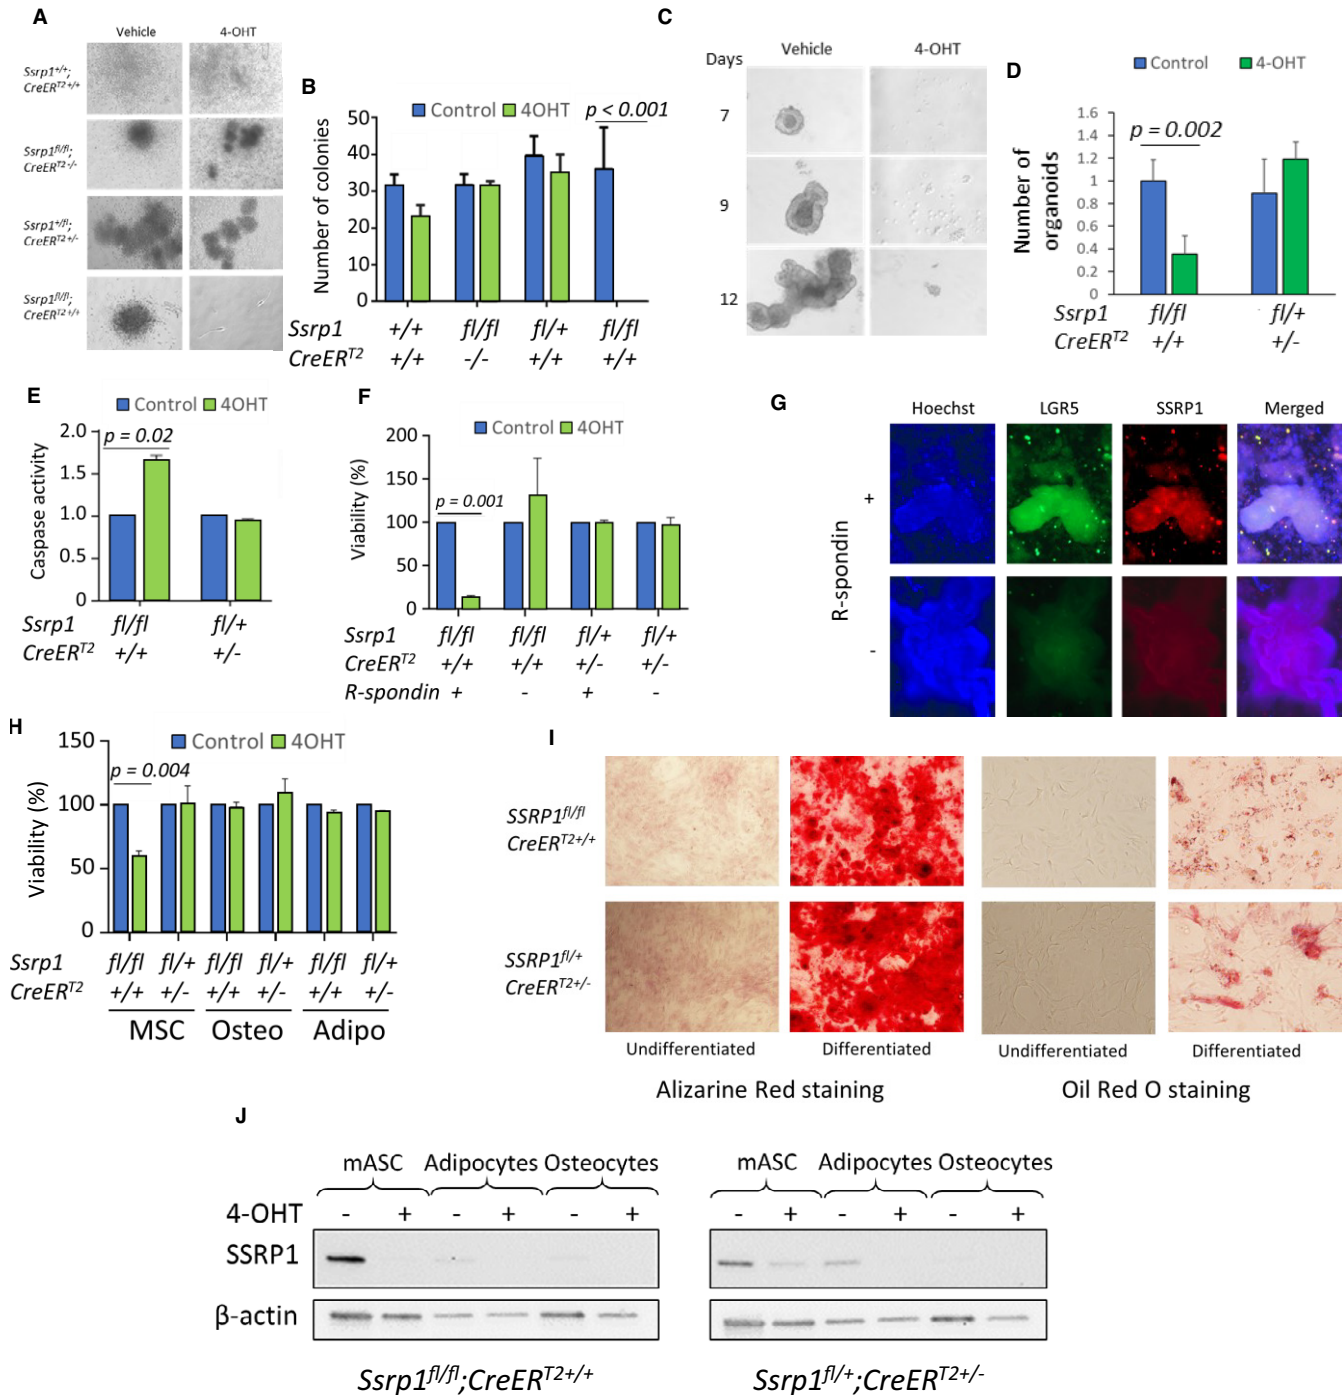 A
Vehicle 4-OHT
Ssrp1+/+;
CreERT2+/+
Ssrp1fl/fl;
CreERT2-/-
Ssrp1+/fl;
CreERT2+/-
Ssrp1fl/fl;
CreERT2+/+
B
Control 4OHT
p < 0.001
Number of colonies
50
40
30
20
10
0
Ssrp1 +/+ fl/fl fl/+ fl/fl
CreERT2 +/+ -/- +/+ +/+
C
Vehicle 4-OHT
Days
7
9
12
D
Control 4-OHT
p = 0.002
Number of
organoids
1.6
1.4
1.2
1
0.8
0.6
0.4
0.2
0
Ssrp1 fl/fl fl/+
CreERT2 +/+ +/-
E
Control 4OHT
p = 0.02
Caspase activity
2.0
1.5
1.0
0.5
0
Ssrp1 fl/fl fl/+
CreERT2 +/+ +/-
F
Control 4OHT
p = 0.001
Viability (%)
200
150
100
50
0
Ssrp1 fl/fl fl/fl fl/+ fl/+
CreERT2 +/+ +/+ +/- +/-
R-spondin + - + -
G
Hoechst LGR5 SSRP1 Merged
R-spondin
+
-
H
Control 4OHT
p = 0.004
Viability (%)
150
100
50
0
Ssrp1 fl/fl fl/+ fl/fl fl/+ fl/fl fl/+
CreERT2 +/+ +/- +/+ +/- +/+ +/-
MSC Osteo Adipo
I
SSRP1fl/fl
CreERT2+/+
SSRP1fl/+
CreERT2+/-
Undifferentiated Differentiated Undifferentiated Differentiated
Alizarine Red staining Oil Red O staining
J
mASC Adipocytes Osteocytes mASC Adipocytes Osteocytes
4-OHT - + - + - + - + - + - +
SSRP1
β-actin
Ssrp1fl/fl;CreERT2+/+ Ssrp1fl/+;CreERT2+/-